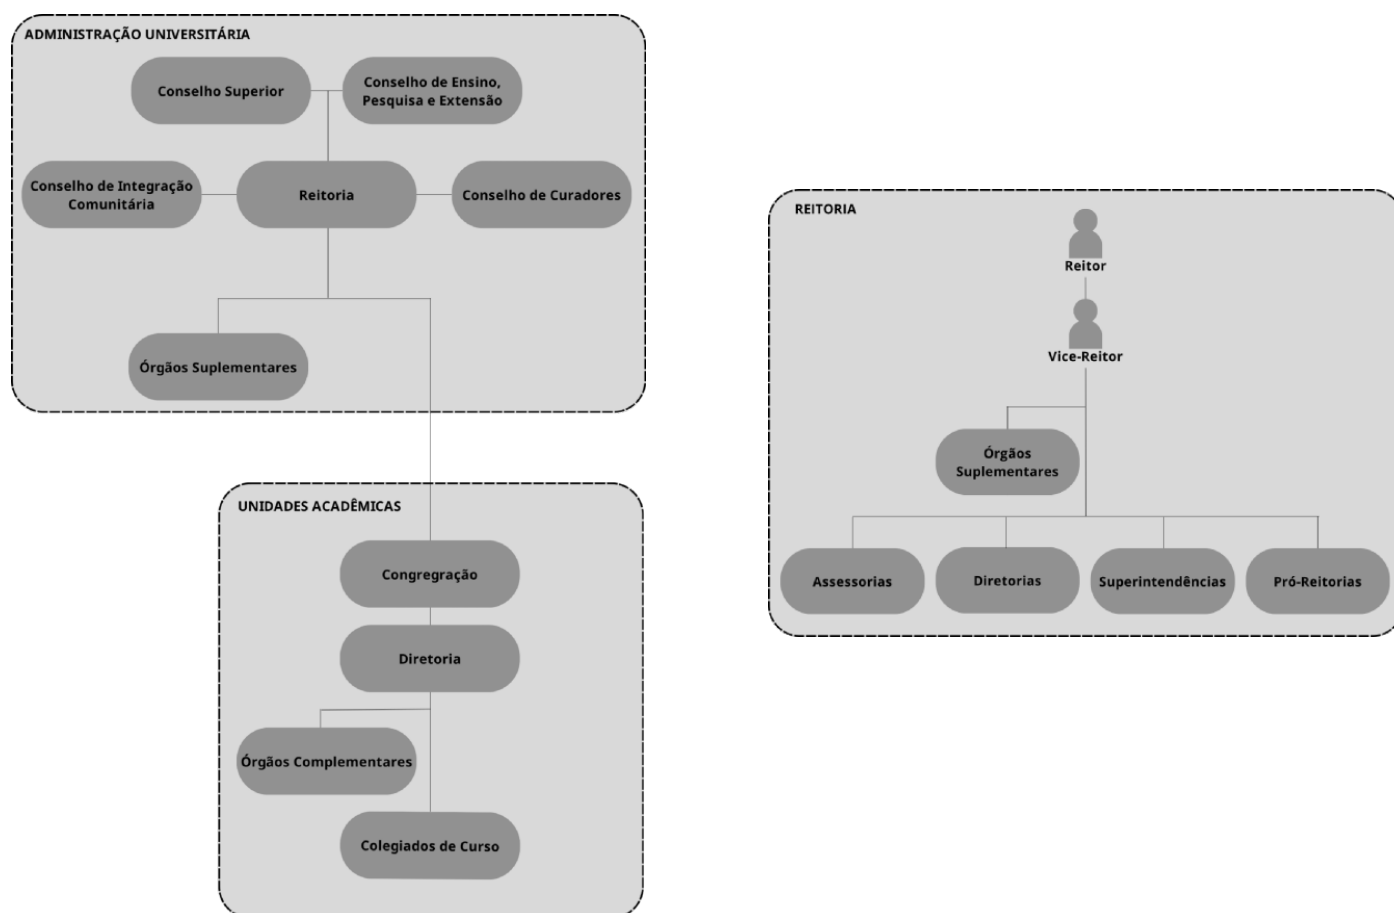 ADMINISTRAÇÃO UNIVERSITÁRIA
Conselho Superior
Conselho de Ensino,
Pesquisa e Extensão
Conselho de Integração
Comunitária
Reitoria
Conselho de Curadores
Órgãos Suplementares
UNIDADES ACADÊMICAS
Congregração
Diretoria
Órgãos Complementares
Colegiados de Curso
REITORIA
Reitor
Vice-Reitor
Órgãos
Suplementares
Assessorias
Diretorias
Superintendências
Pró-Reitorias